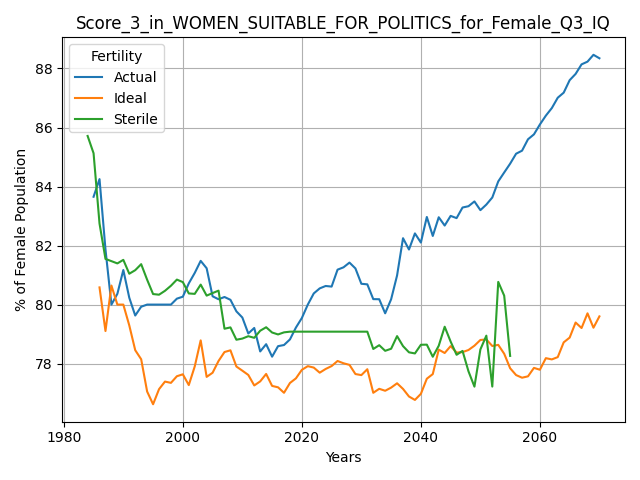 Score_3_in_WOMEN_SUITABLE_FOR_POLITICS_for_Female_Q3_IQ
Fertility
Actual
Ideal
Sterile
% of Female Population
88
86
84
82
80
78
1980
2000
2020
2040
2060
Years